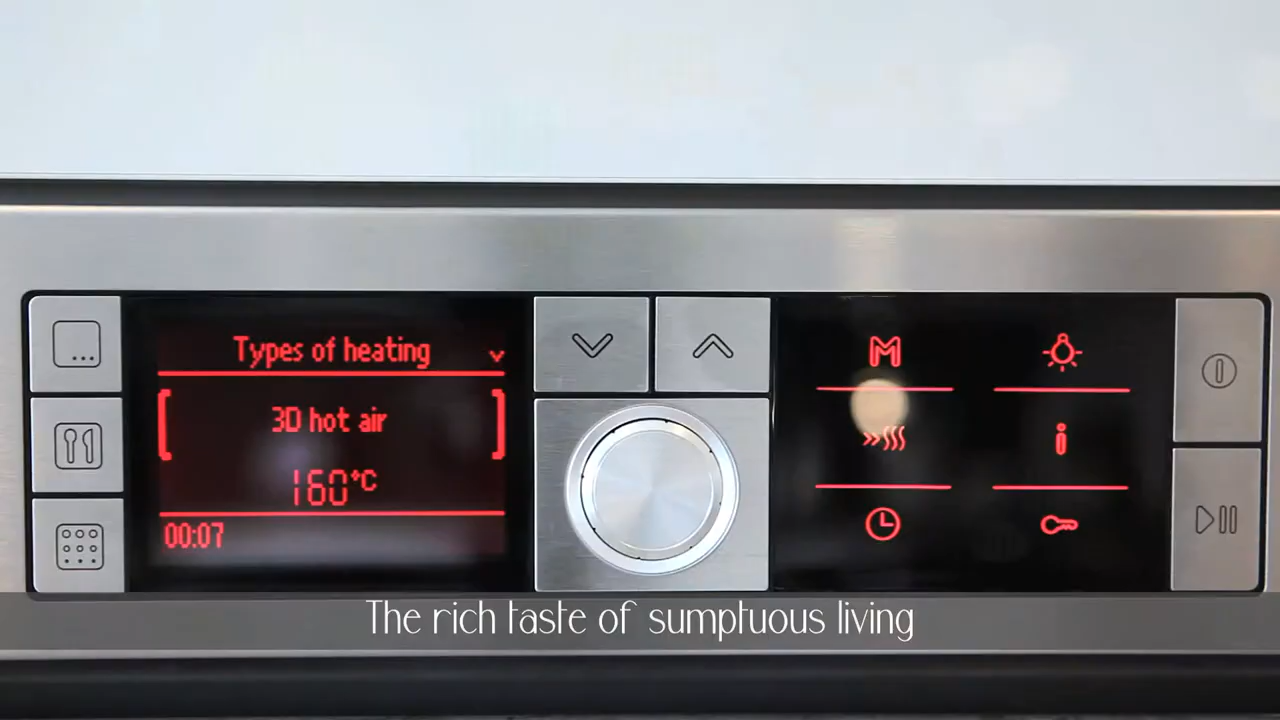 Types of heating
3D hot air
160°C
00:07
M
i
The rich taste of sumptuous living